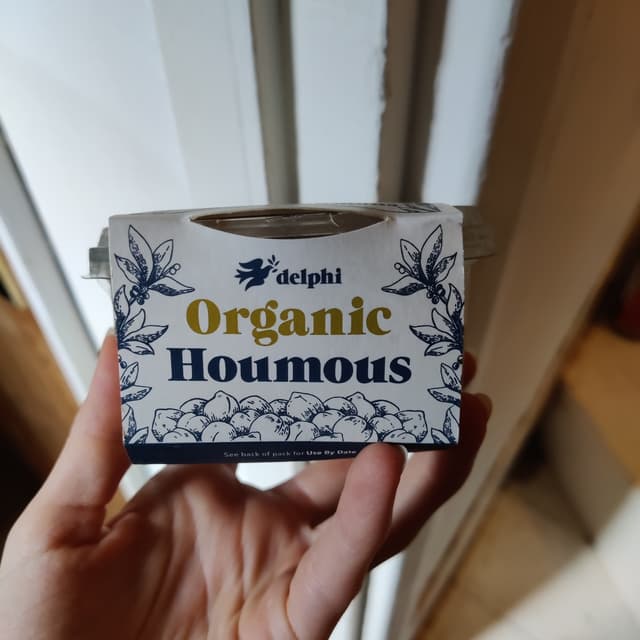 delphi
Organic
Houmous
See back of pack for Use By Date